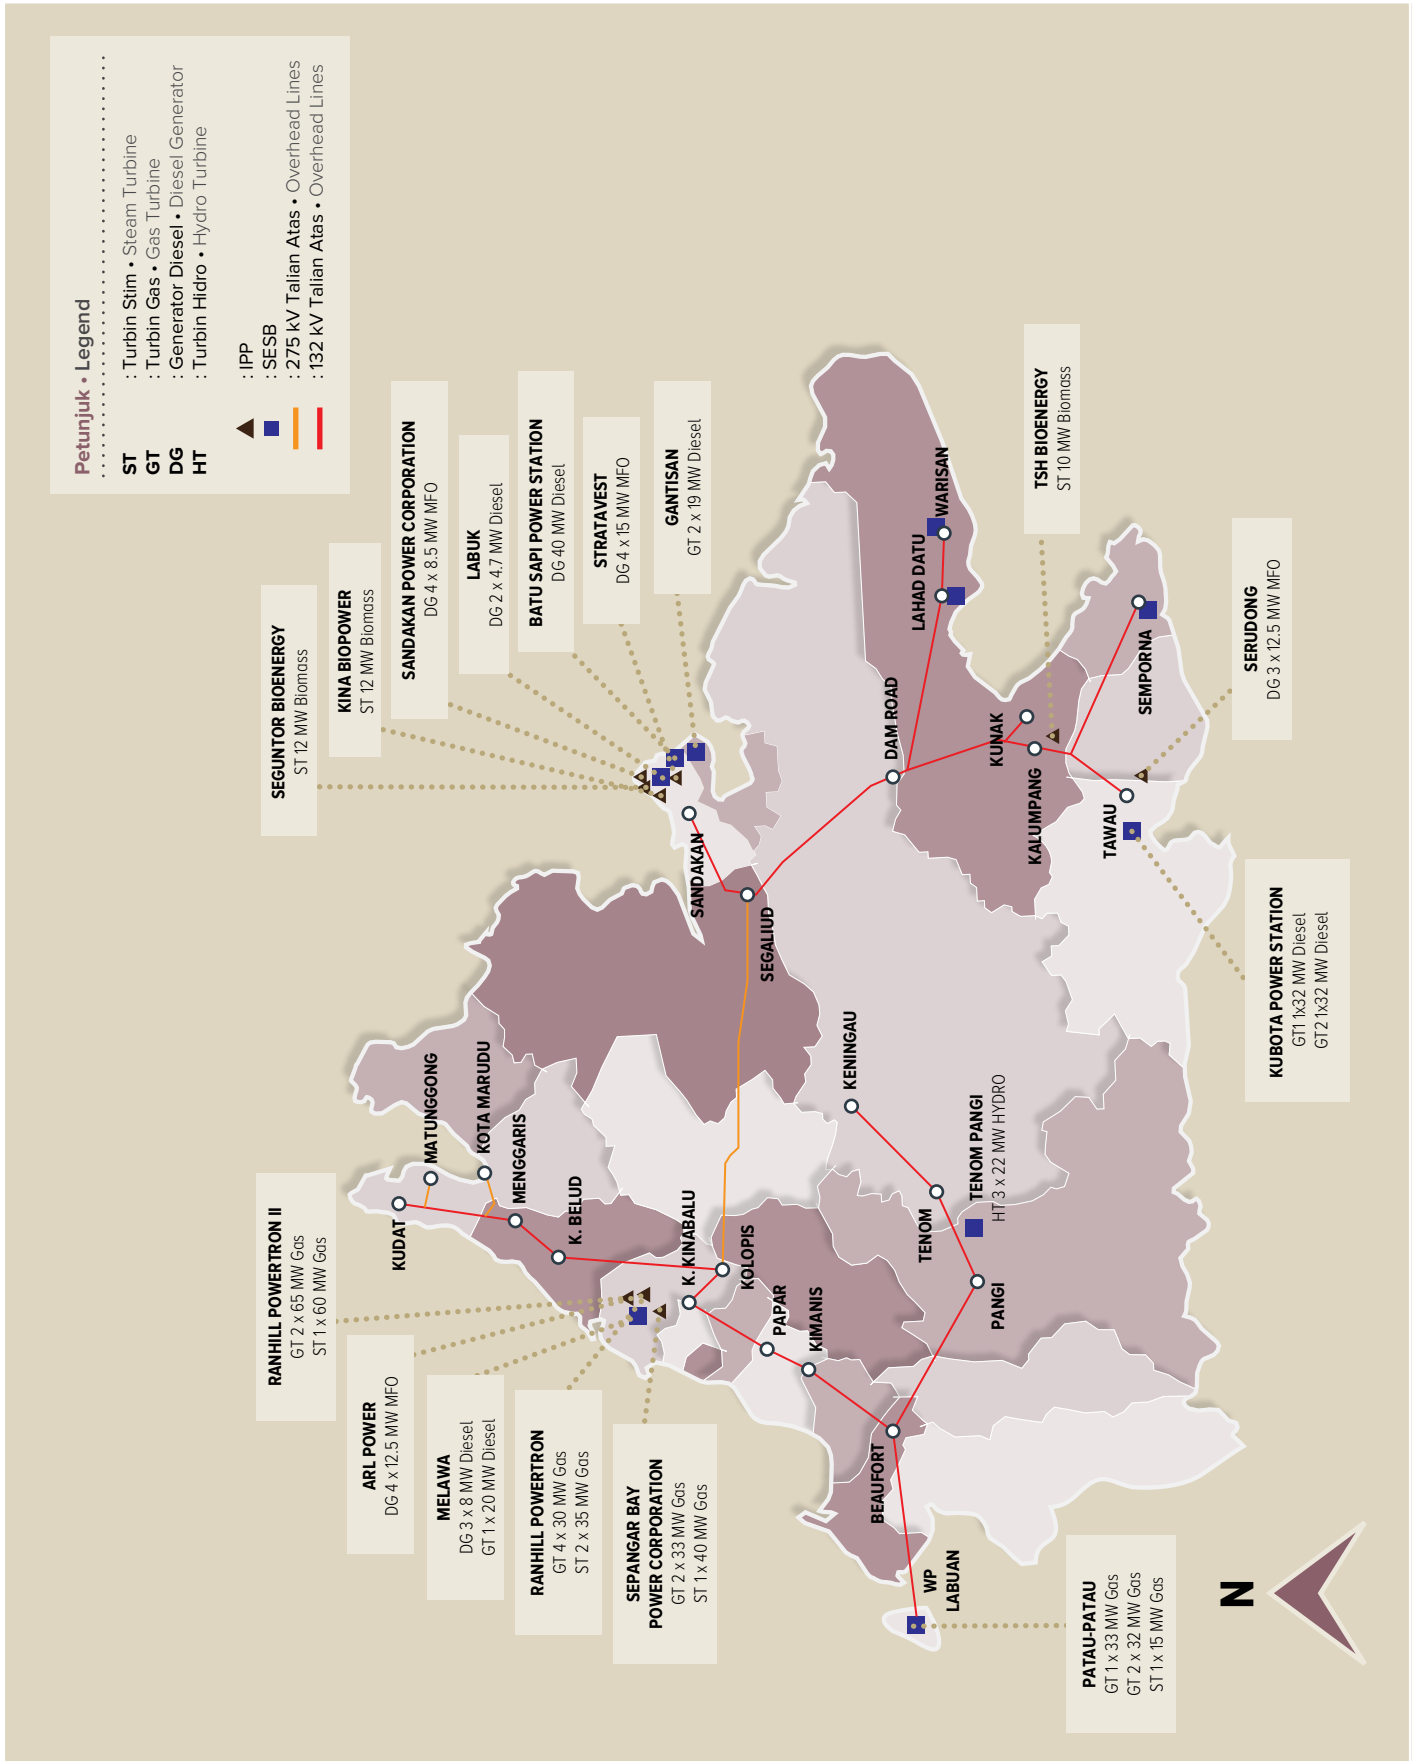 Petunjuk • Legend
ST : Turbin Stim • Steam Turbine
GT : Turbin Gas • Gas Turbine
DG : Generator Diesel • Diesel Generator
HT : Turbin Hidro • Hydro Turbine
: IPP
: SESB
: 275 kV Talian Atas • Overhead Lines
: 132 kV Talian Atas • Overhead Lines
RANHILL POWERTRON II
GT 2 x 65 MW Gas
ST 1 x 60 MW Gas
ARL POWER
DG 4 x 12.5 MW MFO
MELAWA
DG 3 x 8 MW Diesel
GT 1 x 20 MW Diesel
RANHILL POWERTRON
GT 4 x 30 MW Gas
ST 2 x 35 MW Gas
SEPANGAR BAY
POWER CORPORATION
GT 2 x 33 MW Gas
ST 1 x 40 MW Gas
PATAU-PATAU
GT 1 x 33 MW Gas
GT 2 x 32 MW Gas
ST 1 x 15 MW Gas
SEGUNTOR BIOENERGY
ST 12 MW Biomass
KINA BIOPOWER
ST 12 MW Biomass
SANDAKAN POWER CORPORATION
DG 4 x 8.5 MW MFO
LABUK
DG 2 x 4.7 MW Diesel
BATU SAPI POWER STATION
DG 40 MW Diesel
STRATAVEST
DG 4 x 15 MW MFO
GANTISAN
GT 2 x 19 MW Diesel
TSH BIOENERGY
ST 10 MW Biomass
SERUDONG
DG 3 x 12.5 MW MFO
KUBOTA POWER STATION
GT1 1x32 MW Diesel
GT2 1x32 MW Diesel
TENOM PANGI
HT 3 x 22 MW HYDRO
KUDAT
MATUNGGONG
KOTA MARUDU
MENGGARIS
K. BELUD
K. KINABALU
KOLOPIS
PAPAR
KIMANIS
BEAUFORT
WP
LABUAN
PANGI
TENOM
KENINGAU
SEGALIUD
SANDAKAN
DAM ROAD
LAHAD DATU
WARISAN
KUNAK
KALUMPANG
TAWAU
SEMPORNA
N